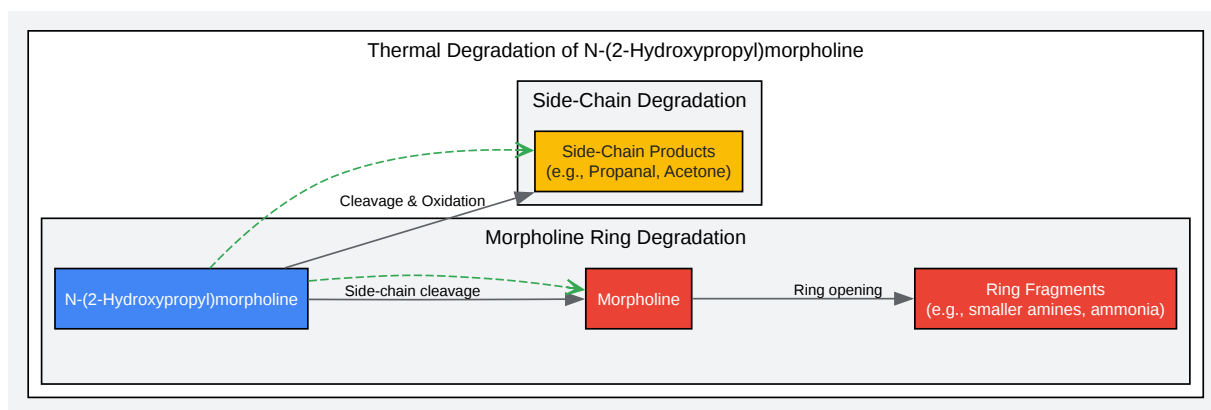 Thermal Degradation of N-(2-Hydroxypropyl)morpholine
Side-Chain Degradation
Side-Chain Products
(e.g., Propanal, Acetone)
Cleavage & Oxidation
Morpholine Ring Degradation
N-(2-Hydroxypropyl)morpholine
Side-chain cleavage
Morpholine
Ring opening
Ring Fragments
(e.g., smaller amines, ammonia)